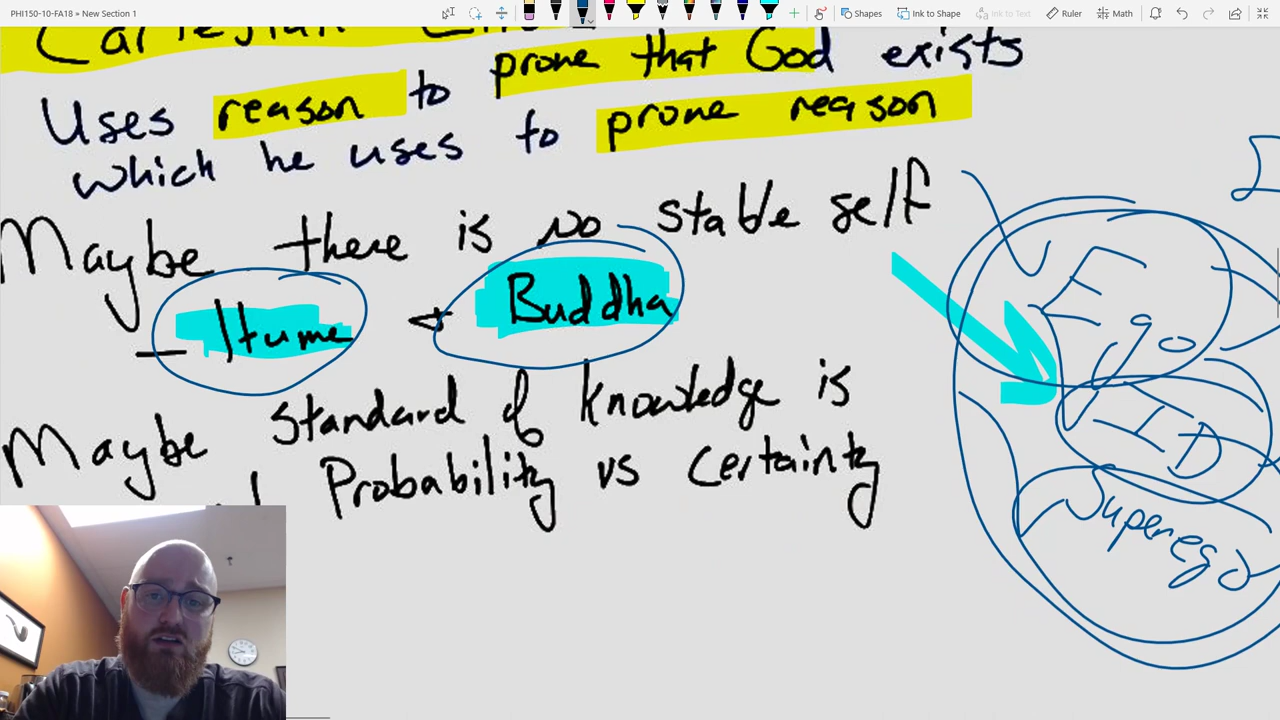 PHI150-10-FA18 » New Section 1
Shapes Ink to Shape Ink to Text Ruler Math
Cartesian
prove that God exists
Uses reason to
which he uses to prove reason
Maybe there is no stable self
- Hume & Buddha
Maybe standard of knowledge is
Probability vs certainty
Ego
ID
Superego